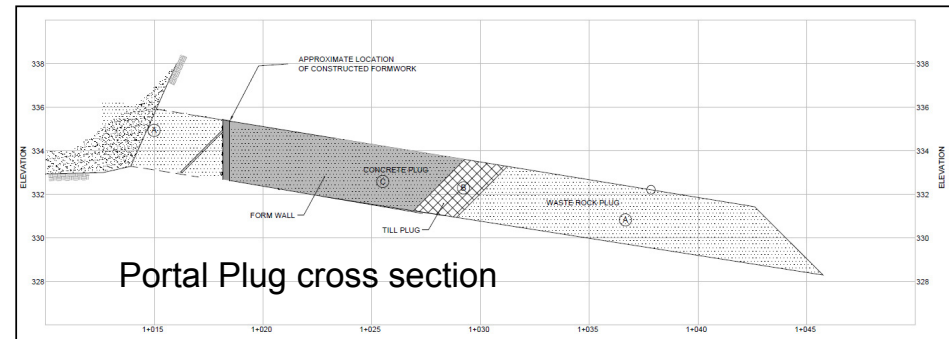 APPROXIMATE LOCATION
OF CONSTRUCTED FORMWORK
338
338
336
336
A
334
334
ELEVATION
ELEVATION
CONCRETE PLUG
C
B
332
332
WASTE ROCK PLUG
FORM WALL
A
TILL PLUG
330
330
Portal Plug cross section
328
328
1+015
1+020
1+025
1+030
1+035
1+040
1+045